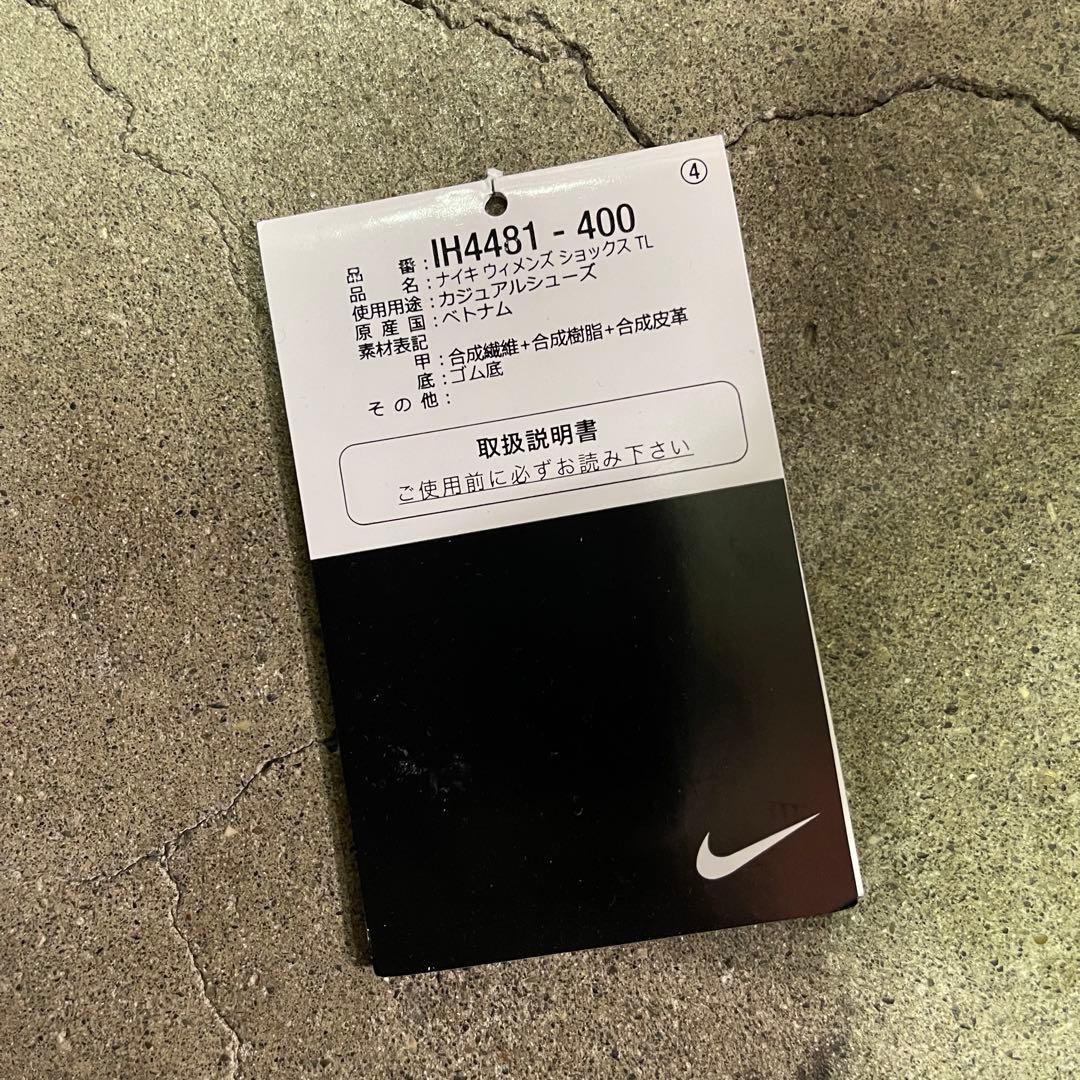 ④
品番：IH4481 - 400
品名：ナイキ ウィメンズ ショックス TL
使用用途：カジュアルシューズ
原産国：ベトナム
素材表記
甲：合成繊維+合成樹脂+合成皮革
底：ゴム底
その他：
取扱説明書
ご使用前に必ずお読み下さい